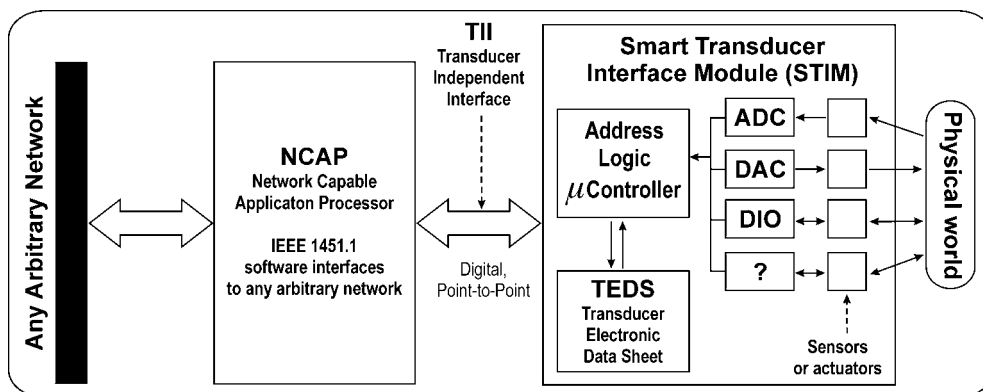 Any Arbitrary Network
NCAP
Network Capable
Applicaton Processor
IEEE 1451.1
software interfaces
to any arbitrary network
TII
Transducer
Independent
Interface
Digital,
Point-to-Point
Smart Transducer
Interface Module (STIM)
Address
Logic
μController
TEDS
Transducer
Electronic
Data Sheet
ADC
DAC
DIO
?
Sensors
or actuators
Physical world